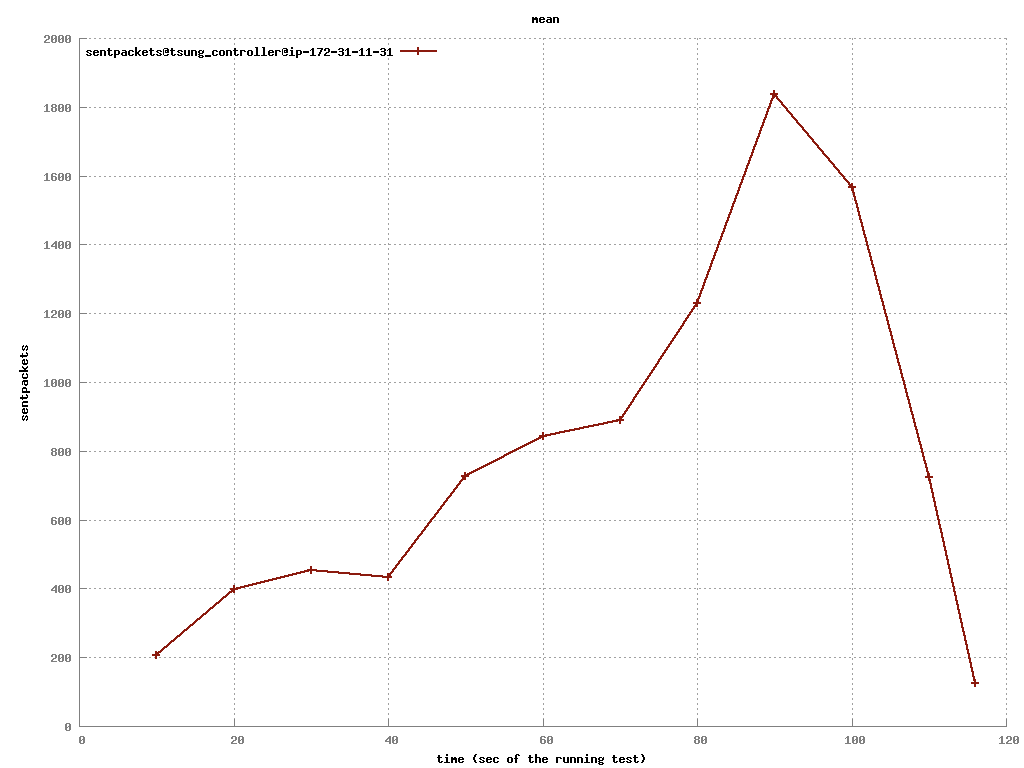 mean
2000
sentpackets@tsung_controller@ip-172-31-11-31
1800
1600
1400
1200
1000
800
600
400
200
0
sentpackets
0 20 40 60 80 100 120
time (sec of the running test)